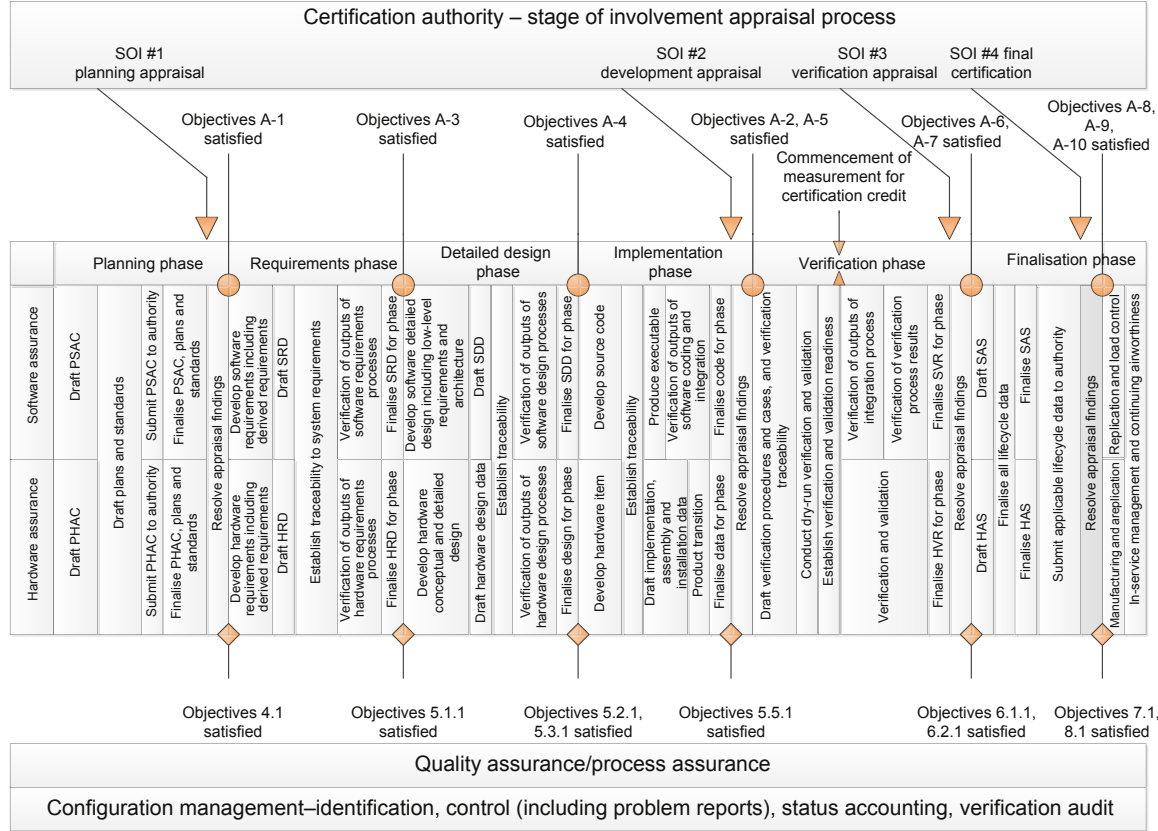 Certification authority – stage of involvement appraisal process
SOI #1
planning appraisal
SOI #2
development appraisal
SOI #3
verification appraisal
SOI #4 final
certification
Objectives A-1
satisfied
Objectives A-3
satisfied
Objectives A-4
satisfied
Objectives A-2, A-5
satisfied
Commencement of
measurement for
certification credit
Objectives A-6,
A-7 satisfied
Objectives A-8,
A-9,
A-10 satisfied
Planning phase
Requirements phase
Detailed design
phase
Implementation
phase
Verification phase
Finalisation phase
Software assurance
Hardware assurance
Draft PSAC
Draft PHAC
Draft plans and standards
Submit PSAC to authority
Submit PHAC to authority
Finalise PSAC, plans and
standards
Finalise PHAC, plans and
standards
Resolve appraisal findings
Develop software
requirements including
derived requirements
Develop hardware
requirements including
derived requirements
Draft SRD
Draft HRD
Establish traceability to system requirements
Verification of outputs of
software requirements
processes
Verification of outputs of
hardware requirements
processes
Finalise SRD for phase
Finalise HRD for phase
Develop software detailed
design including low-level
requirements and
architecture
Develop hardware
conceptual and detailed
design
Draft SDD
Draft hardware design data
Establish traceability
Verification of outputs of
software design processes
Verification of outputs of
hardware design processes
Finalise SDD for phase
Finalise design for phase
Develop source code
Develop hardware item
Establish traceability
Produce executable
Verification of outputs of
software coding and
integration
Draft implementation,
assembly and
installation data
Product transition
Finalise code for phase
Finalise data for phase
Resolve appraisal findings
Draft verification procedures and cases, and verification
traceability
Conduct dry-run verification and validation
Establish verification and validation readiness
Verification of outputs of
integration process
Verification of verification
process results
Verification and validation
Finalise SVR for phase
Finalise HVR for phase
Resolve appraisal findings
Draft SAS
Draft HAS
Finalise all lifecycle data
Finalise SAS
Finalise HAS
Submit applicable lifecycle data to authority
Resolve appraisal findings
Replication and load control
Manufacturing and areplication
In-service management and continuing airworthiness
Objectives 4.1
satisfied
Objectives 5.1.1
satisfied
Objectives 5.2.1,
5.3.1 satisfied
Objectives 5.5.1
satisfied
Objectives 6.1.1,
6.2.1 satisfied
Objectives 7.1,
8.1 satisfied
Quality assurance/process assurance
Configuration management–identification, control (including problem reports), status accounting, verification audit